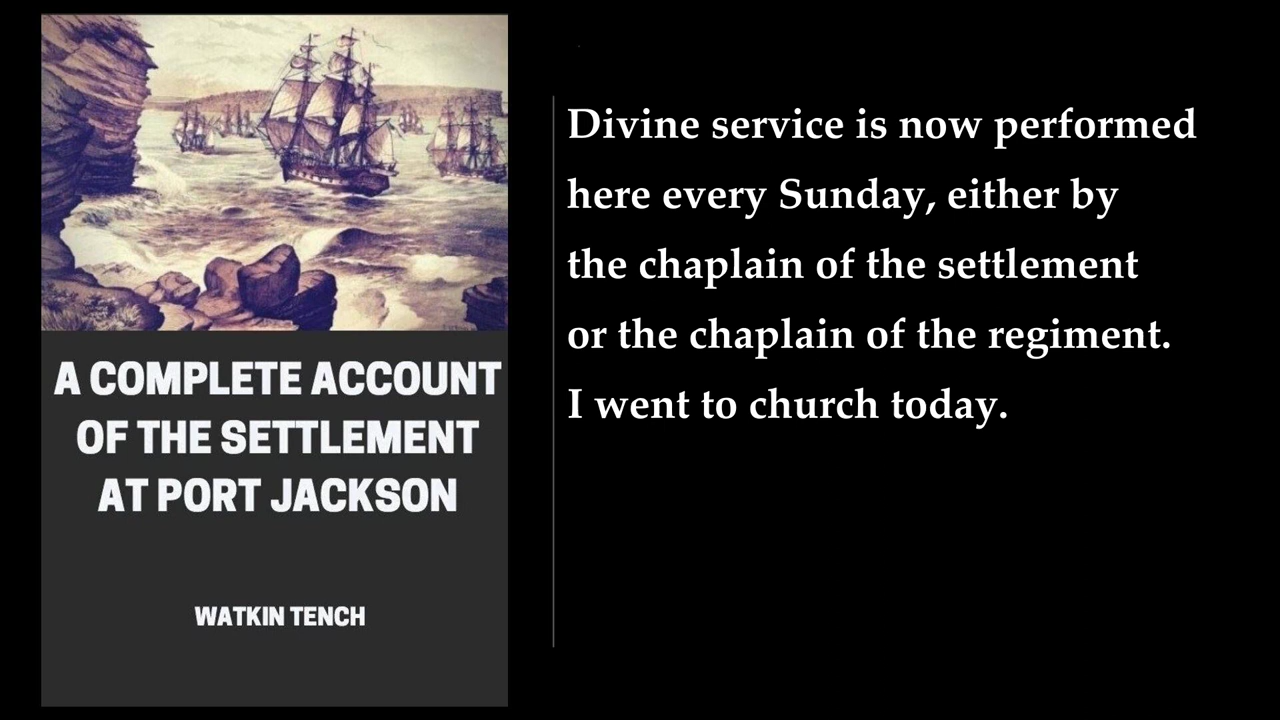 A COMPLETE ACCOUNT
OF THE SETTLEMENT
AT PORT JACKSON
WATKIN TENCH
Divine service is now performed
here every Sunday, either by
the chaplain of the settlement
or the chaplain of the regiment.
I went to church today.